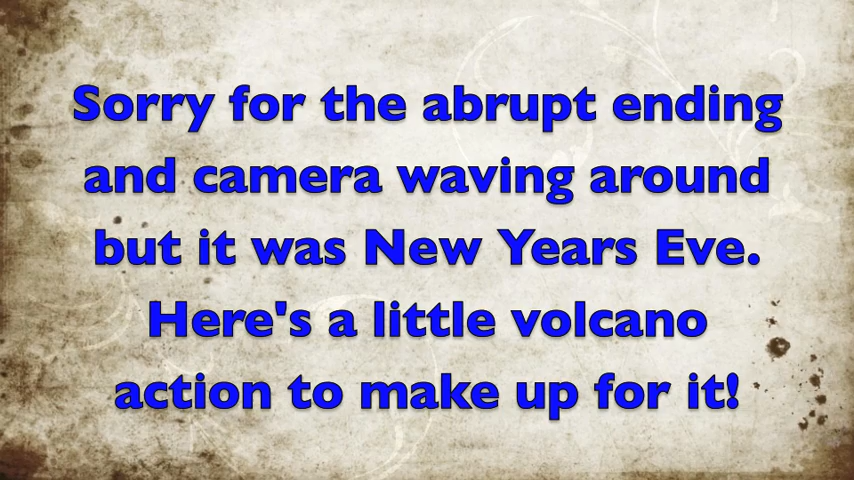 Sorry for the abrupt ending
and camera waving around
but it was New Years Eve.
Here's a little volcano
action to make up for it!